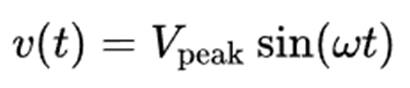 v(t) = V_peak sin(ωt)